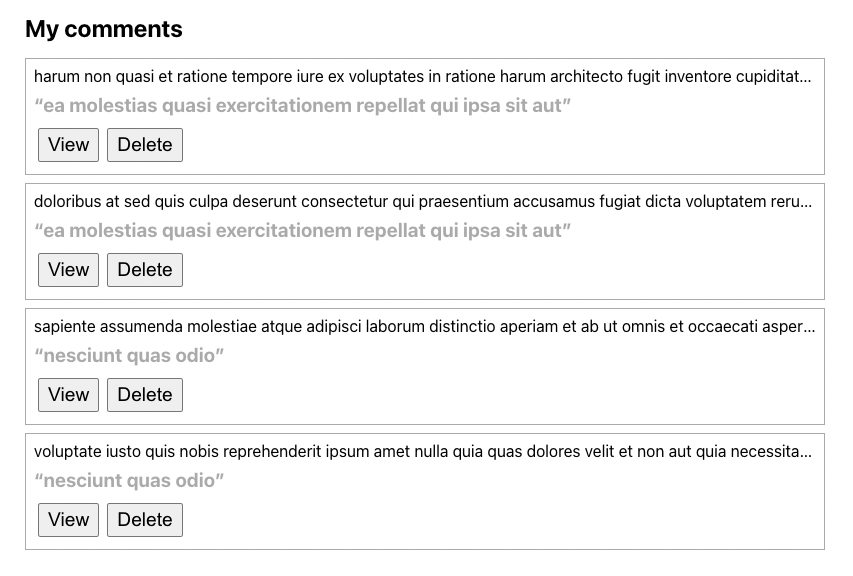 My comments
harum non quasi et ratione tempore iure ex voluptates in ratione harum architecto fugit inventore cupiditat...
“ea molestias quasi exercitationem repellat qui ipsa sit aut”
View Delete
doloribus at sed quis culpa deserunt consectetur qui praesentium accusamus fugiat dicta voluptatem reru...
“ea molestias quasi exercitationem repellat qui ipsa sit aut”
View Delete
sapiente assumenda molestiae atque adipisci laborum distinctio aperiam et ab ut omnis et occaecati asper...
“nesciunt quas odio”
View Delete
voluptate iusto quis nobis reprehenderit ipsum amet nulla quia quas dolores velit et non aut quia necessita...
“nesciunt quas odio”
View Delete